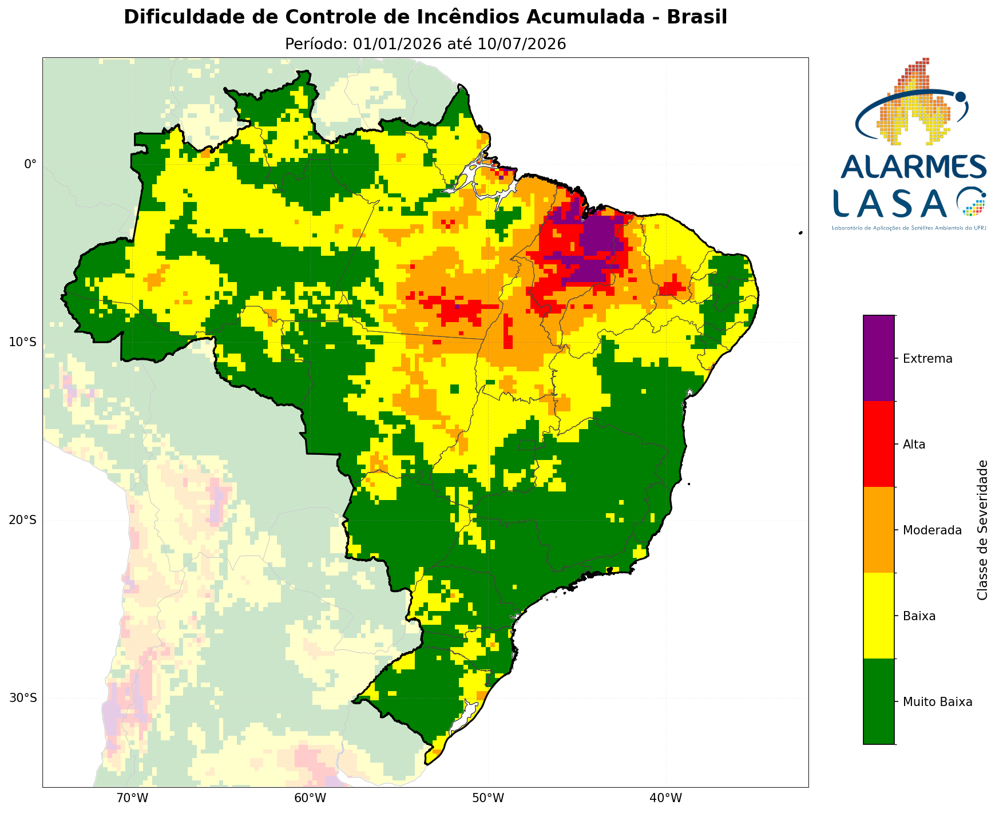 Dificuldade de Controle de Incêndios Acumulada - Brasil
Período: 01/01/2026 até 10/07/2026
ALARMES
LASA
Laboratório de Aplicações de Satélites Ambientais da UFRJ
0°
10°S
20°S
30°S
70°W
60°W
50°W
40°W
Extrema
Alta
Moderada
Baixa
Muito Baixa
Classe de Severidade